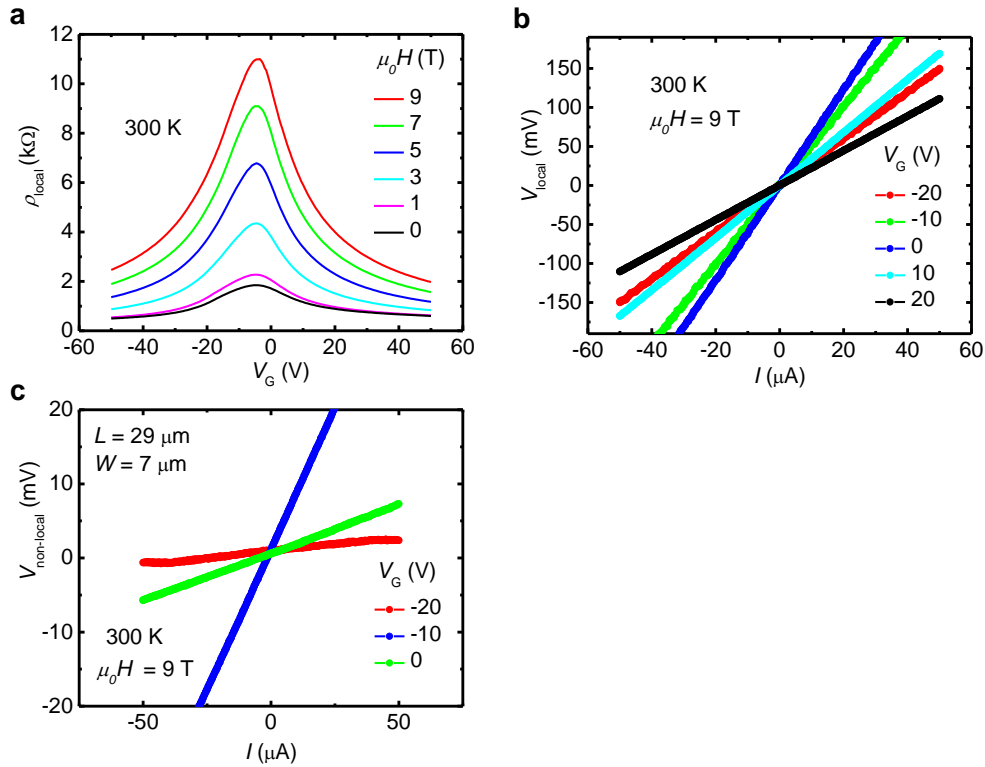 a
12
10
8
6
4
2
0
ρlocal (kΩ)
300 K
μ0H (T)
9
7
5
3
1
0
-60 -40 -20 0 20 40 60
VG (V)
b
150
100
50
0
-50
-100
-150
Vlocal (mV)
300 K
μ0H = 9 T
VG (V)
-20
-10
0
10
20
-60 -40 -20 0 20 40 60
I (μA)
c
20
10
0
-10
-20
Vnon-local (mV)
L = 29 μm
W = 7 μm
300 K
μ0H = 9 T
VG (V)
-20
-10
0
-50 0 50
I (μA)